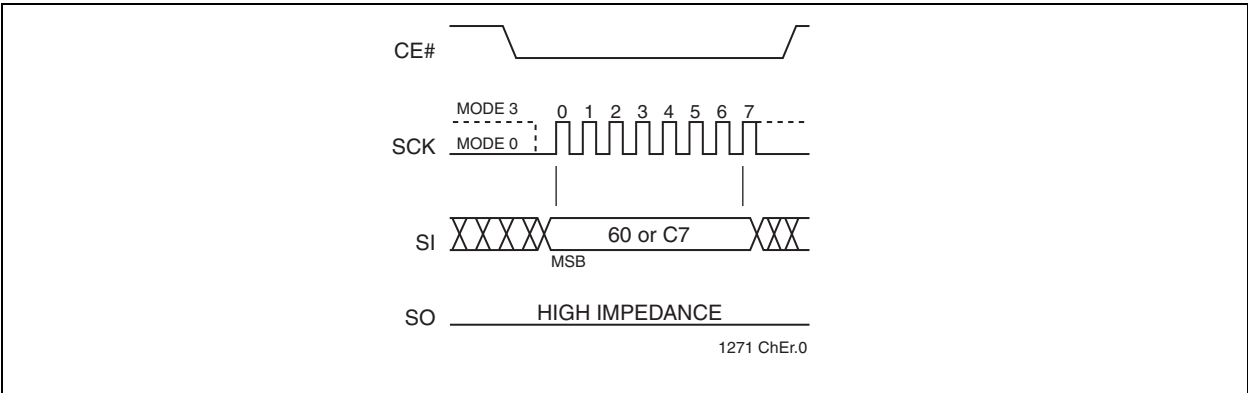 CE#
MODE 3
0 1 2 3 4 5 6 7
SCK
MODE 0
SI
60 or C7
MSB
SO
HIGH IMPEDANCE
1271 ChEr.0